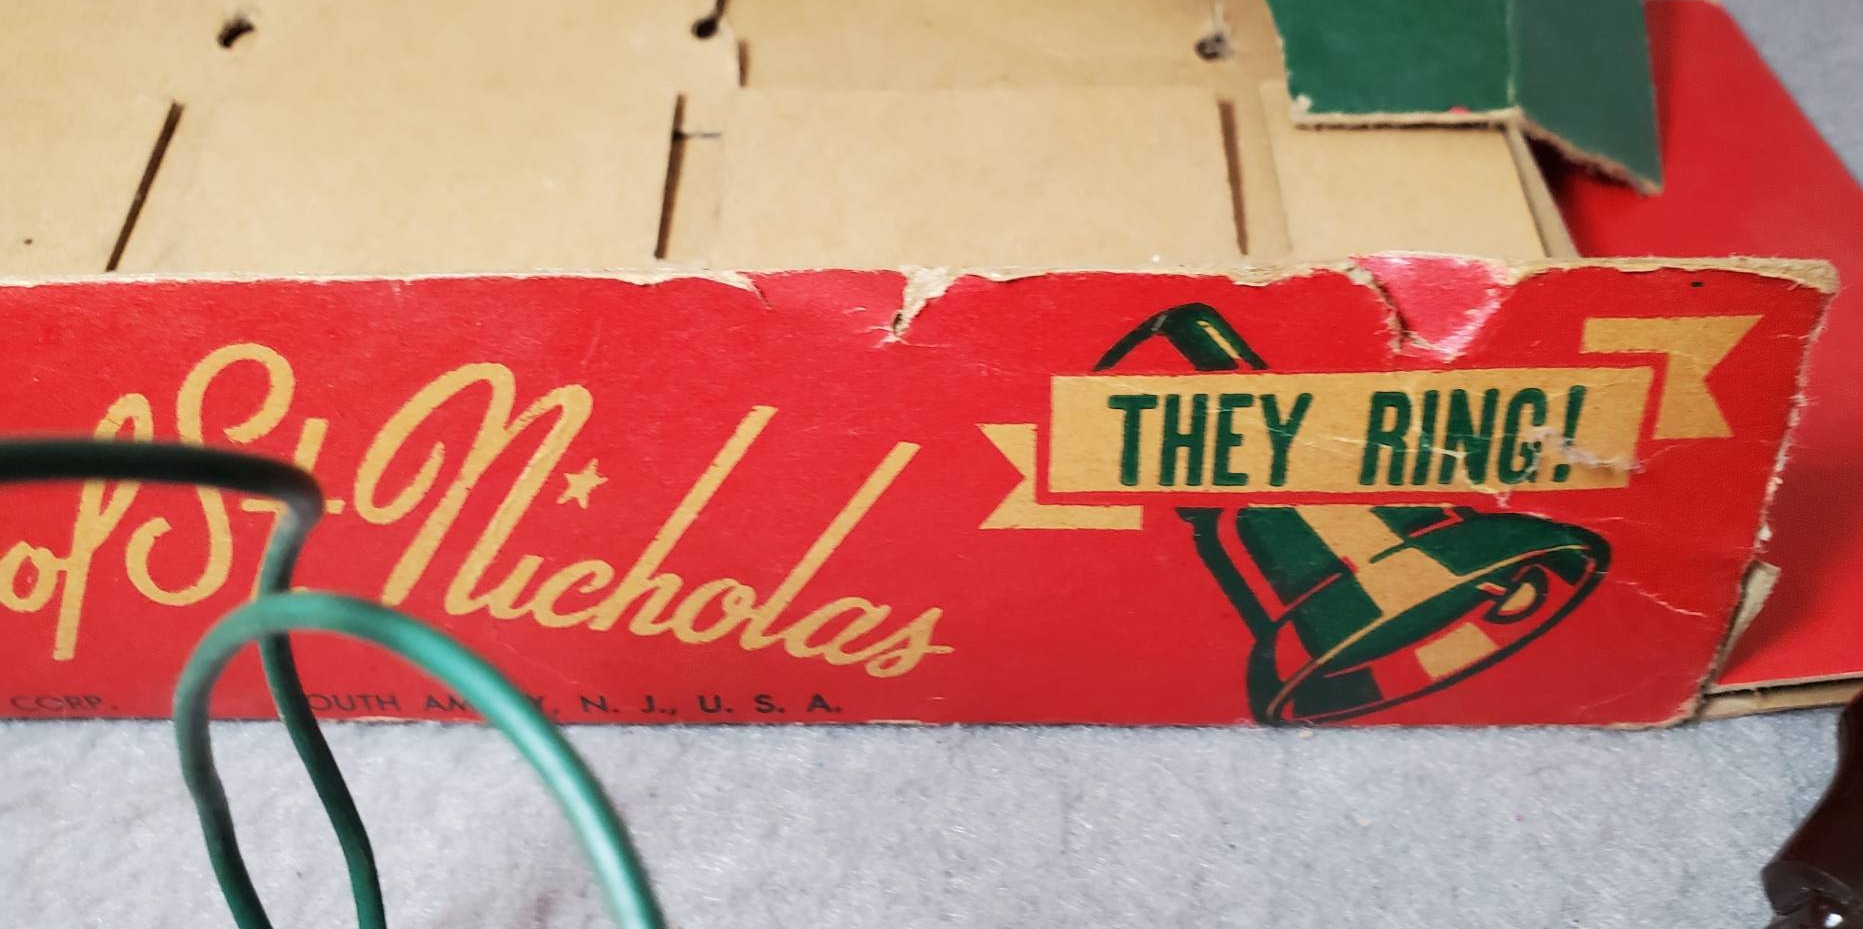 of St. Nicholas
THEY RING!
CORP. N. J., U. S. A.